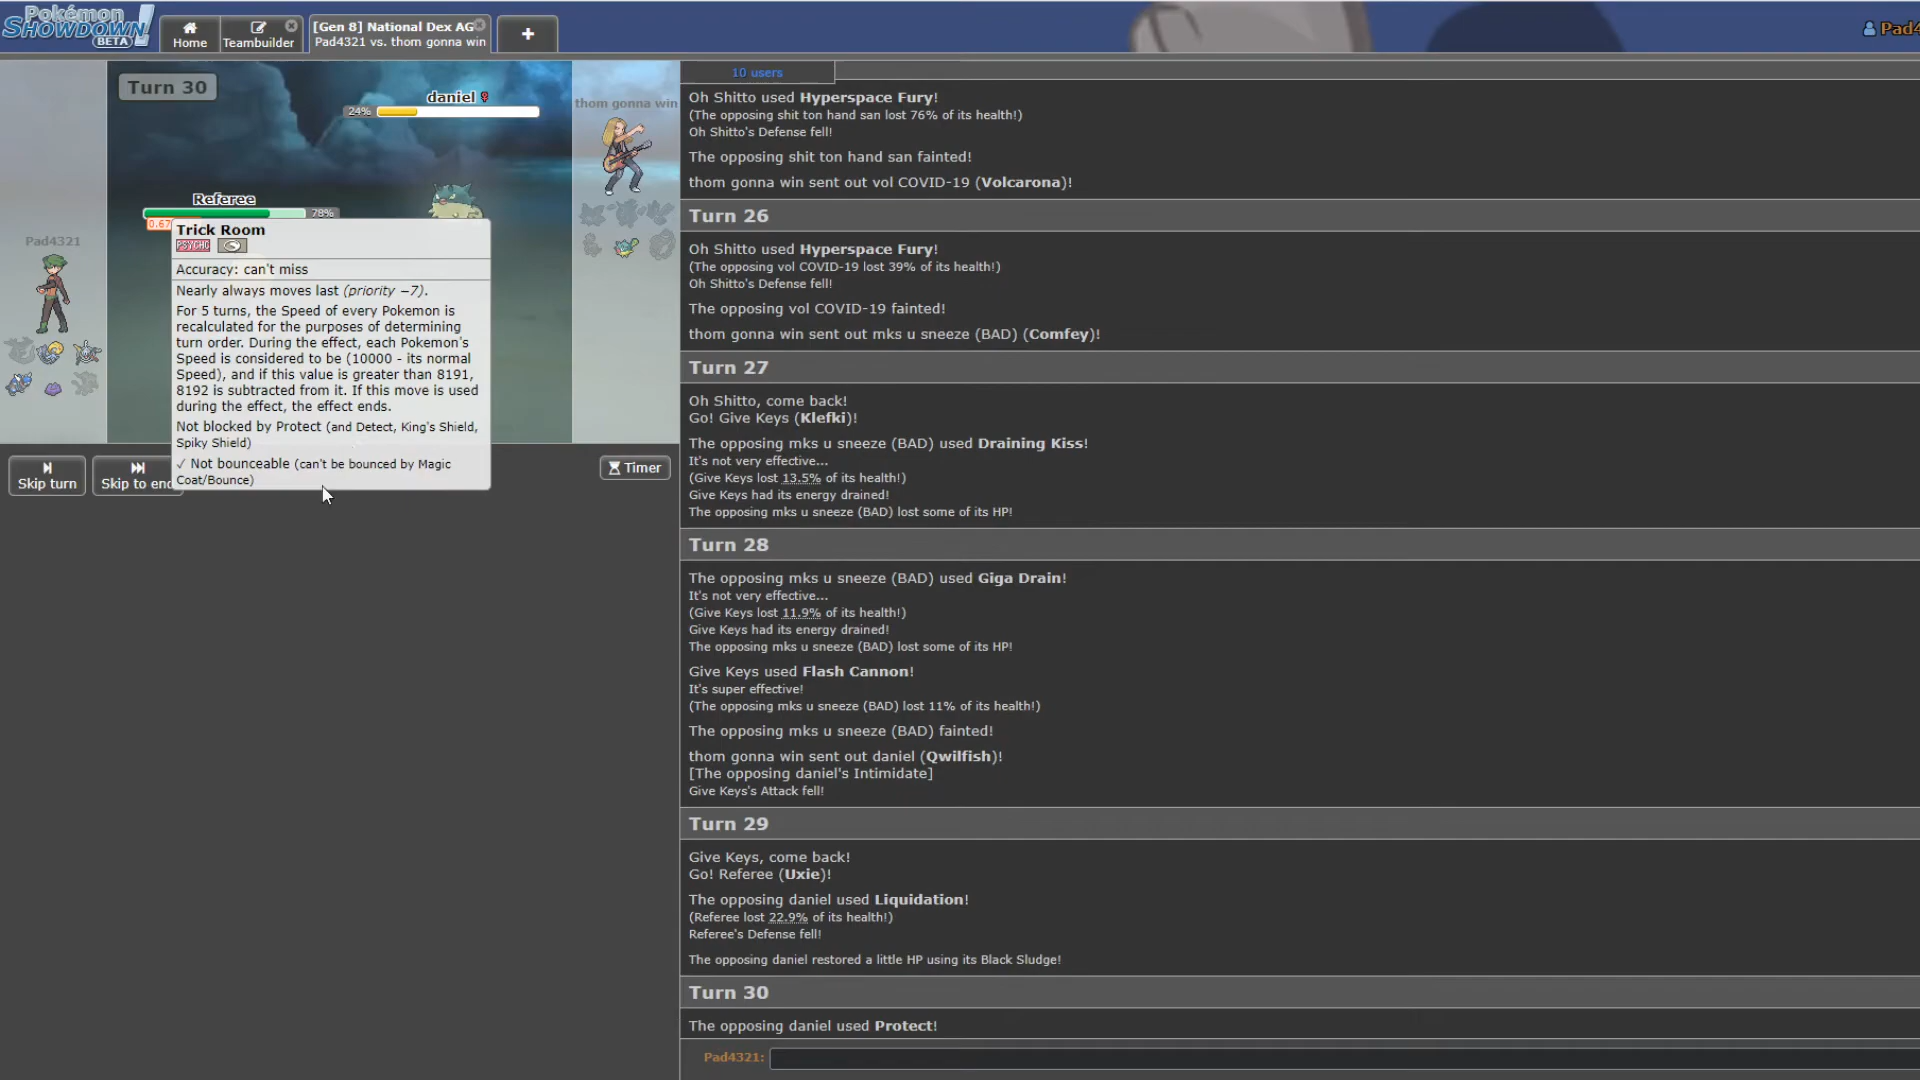 Pokémon
SHOWDOWN!
BETA
Home
Teambuilder
[Gen 8] National Dex AG
Pad4321 vs. thom gonna win
+
Pad4
Turn 30
daniel
24%
thom gonna win
Referee
78%
0.67
Pad4321
Trick Room
PSYCHC
Accuracy: can't miss
Nearly always moves last (priority −7).
For 5 turns, the Speed of every Pokemon is
recalculated for the purposes of determining
turn order. During the effect, each Pokemon's
Speed is considered to be (10000 - its normal
Speed), and if this value is greater than 8191,
8192 is subtracted from it. If this move is used
during the effect, the effect ends.
Not blocked by Protect (and Detect, King's Shield,
Spiky Shield)
✓ Not bounceable (can't be bounced by Magic
Coat/Bounce)
Skip turn
Skip to end
Timer
10 users
Oh Shitto used Hyperspace Fury!
(The opposing shit ton hand san lost 76% of its health!)
Oh Shitto's Defense fell!
The opposing shit ton hand san fainted!
thom gonna win sent out vol COVID-19 (Volcarona)!
Turn 26
Oh Shitto used Hyperspace Fury!
(The opposing vol COVID-19 lost 39% of its health!)
Oh Shitto's Defense fell!
The opposing vol COVID-19 fainted!
thom gonna win sent out mks u sneeze (BAD) (Comfey)!
Turn 27
Oh Shitto, come back!
Go! Give Keys (Klefki)!
The opposing mks u sneeze (BAD) used Draining Kiss!
It's not very effective...
(Give Keys lost 13.5% of its health!)
Give Keys had its energy drained!
The opposing mks u sneeze (BAD) lost some of its HP!
Turn 28
The opposing mks u sneeze (BAD) used Giga Drain!
It's not very effective...
(Give Keys lost 11.9% of its health!)
Give Keys had its energy drained!
The opposing mks u sneeze (BAD) lost some of its HP!
Give Keys used Flash Cannon!
It's super effective!
(The opposing mks u sneeze (BAD) lost 11% of its health!)
The opposing mks u sneeze (BAD) fainted!
thom gonna win sent out daniel (Qwilfish)!
[The opposing daniel's Intimidate]
Give Keys's Attack fell!
Turn 29
Give Keys, come back!
Go! Referee (Uxie)!
The opposing daniel used Liquidation!
(Referee lost 22.9% of its health!)
Referee's Defense fell!
The opposing daniel restored a little HP using its Black Sludge!
Turn 30
The opposing daniel used Protect!
Pad4321: